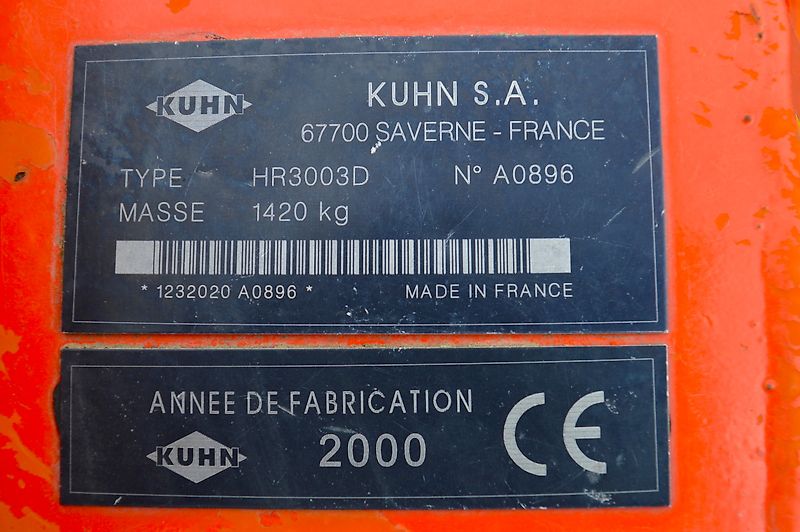 KUHN
KUHN S.A.
67700 SAVERNE - FRANCE
TYPE HR3003D N° A0896
MASSE 1420 kg
* 1232020 A0896 * MADE IN FRANCE
ANNEE DE FABRICATION
KUHN 2000 CE